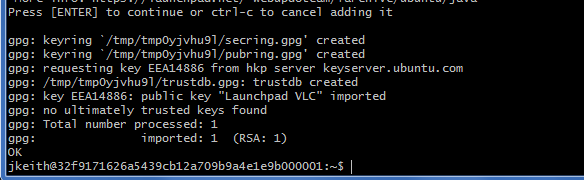 Press [ENTER] to continue or ctrl-c to cancel adding it
gpg: keyring `/tmp/tmp0yjvhu9l/secring.gpg' created
gpg: keyring `/tmp/tmp0yjvhu9l/pubring.gpg' created
gpg: requesting key EEA14886 from hkp server keyserver.ubuntu.com
gpg: /tmp/tmp0yjvhu9l/trustdb.gpg: trustdb created
gpg: key EEA14886: public key "Launchpad VLC" imported
gpg: no ultimately trusted keys found
gpg: Total number processed: 1
gpg:               imported: 1  (RSA: 1)
OK
jkeith@32f9171626a5439cb12a709b9a4e1e9b000001:~$